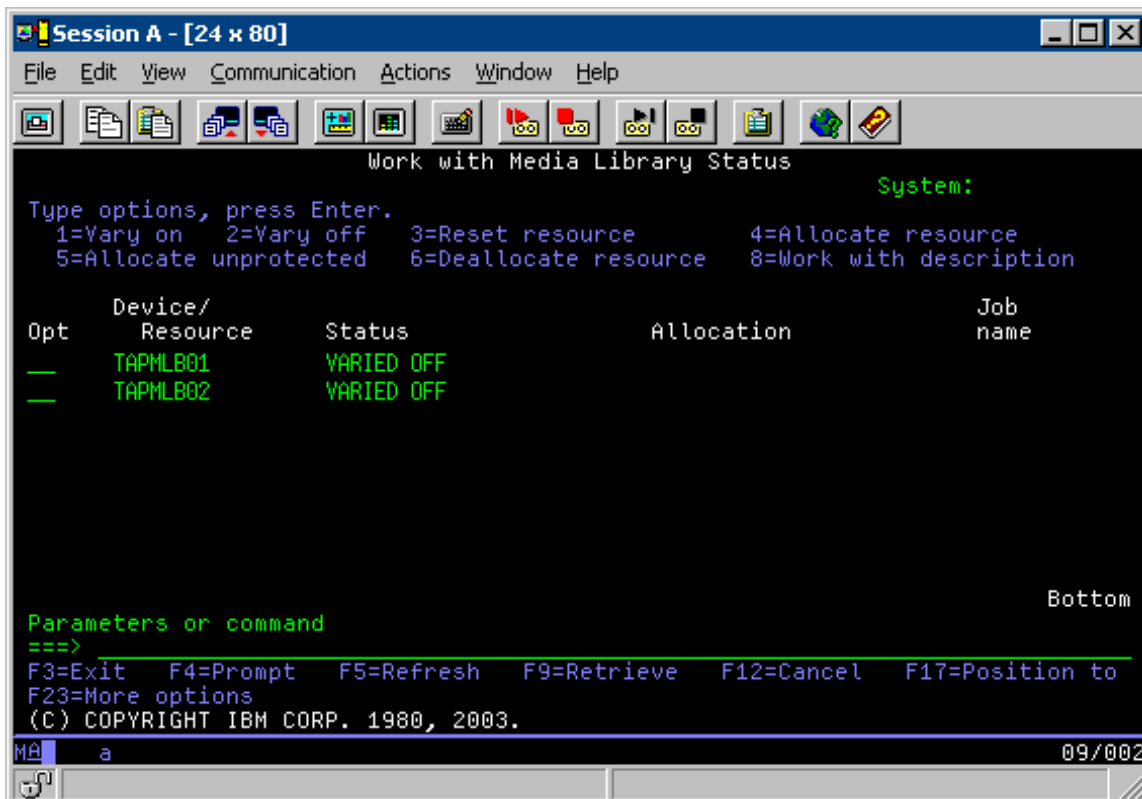 Session A - [24 x 80]
File Edit View Communication Actions Window Help
Work with Media Library Status
System:
Type options, press Enter.
1=Vary on 2=Vary off 3=Reset resource 4=Allocate resource
5=Allocate unprotected 6=Deallocate resource 8=Work with description
Device/ Job
Opt Resource Status Allocation name
__ TAPMLB01 VARIED OFF
__ TAPMLB02 VARIED OFF
Bottom
Parameters or command
===>
F3=Exit F4=Prompt F5=Refresh F9=Retrieve F12=Cancel F17=Position to
F23=More options
(C) COPYRIGHT IBM CORP. 1980, 2003.
MA a 09/002